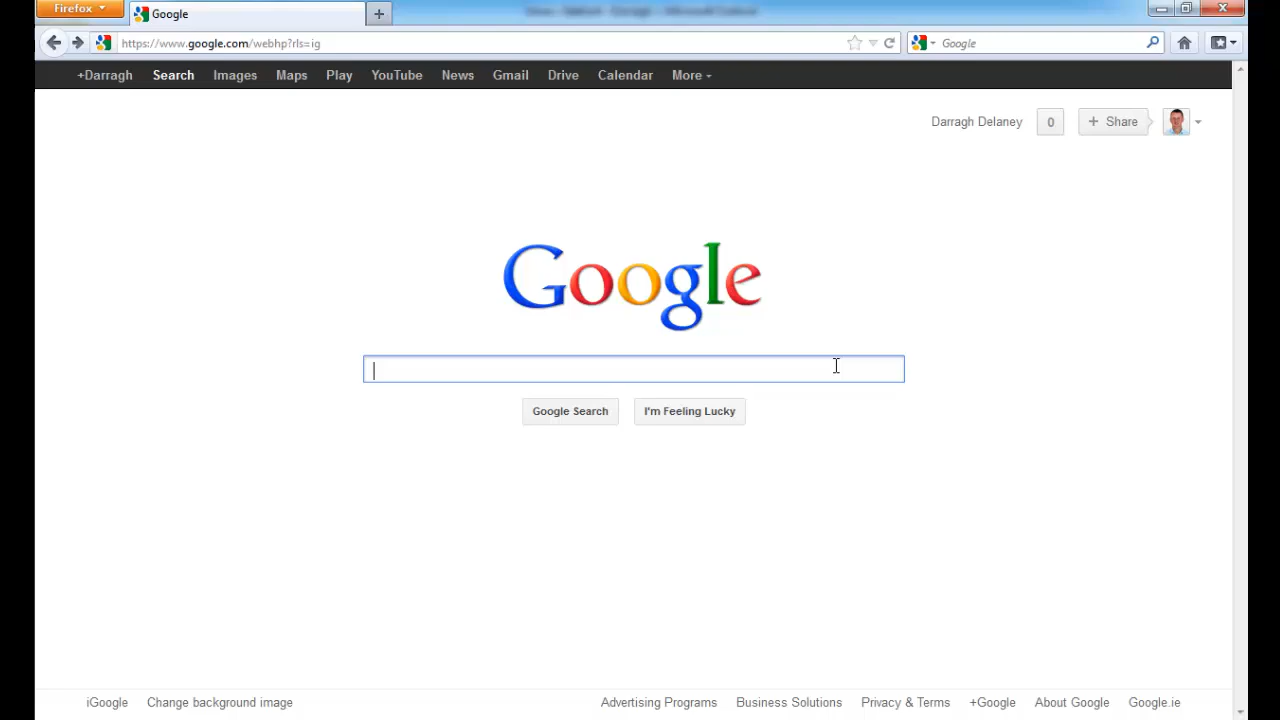 Firefox
Google
https://www.google.com/webhp?rls=ig
Google
+Darragh Search Images Maps Play YouTube News Gmail Drive Calendar More
Darragh Delaney 0 + Share
Google
Google Search I'm Feeling Lucky
iGoogle Change background image Advertising Programs Business Solutions Privacy & Terms +Google About Google Google.ie